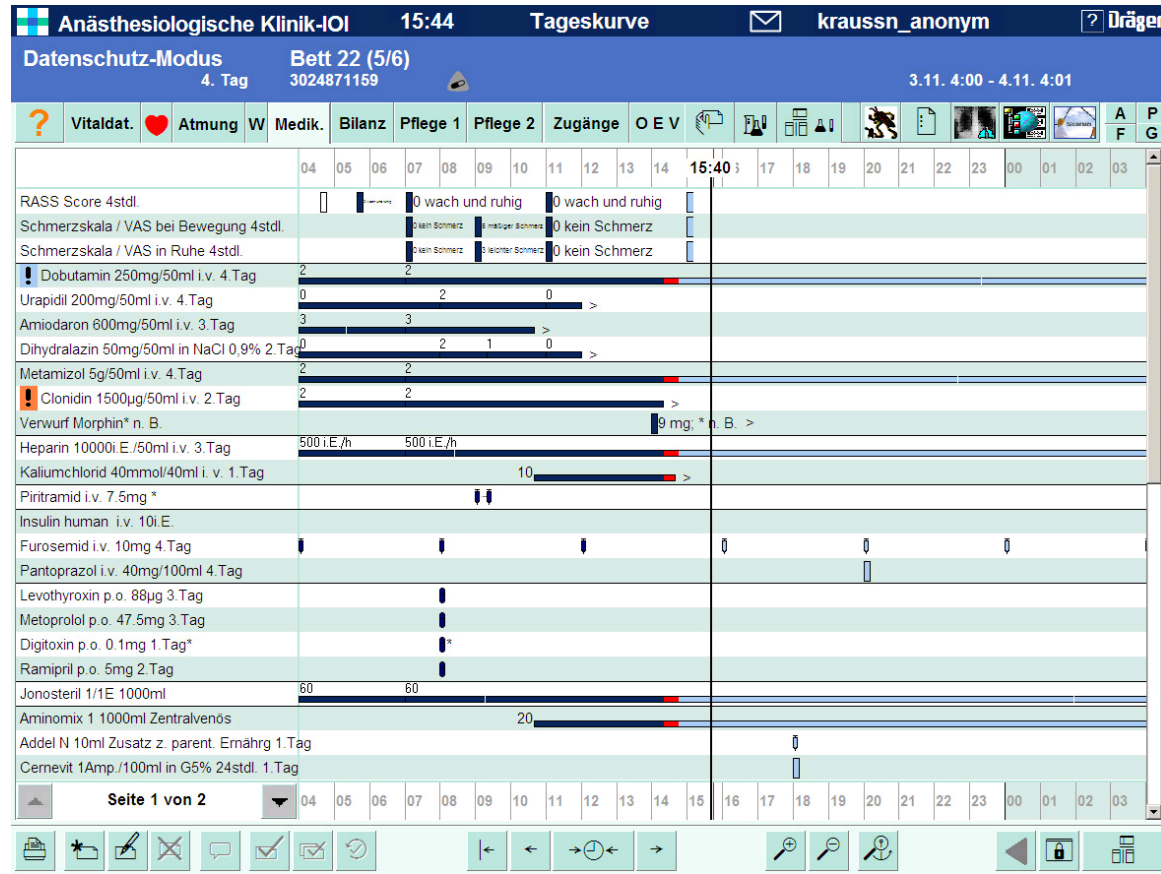 Anästhesiologische Klinik-IOI 15:44 Tageskurve kraussn_anonym ? Dräger
Datenschutz-Modus Bett 22 (5/6)
4. Tag 3024871159 3.11. 4:00 - 4.11. 4:01
? Vitaldat. Atmung W Medik. Bilanz Pflege 1 Pflege 2 Zugänge O E V A P F G
04 05 06 07 08 09 10 11 12 13 14 15:40 17 18 19 20 21 22 23 00 01 02 03
RASS Score 4stdl. 0 wach und ruhig 0 wach und ruhig
Schmerzskala / VAS bei Bewegung 4stdl. 0 kein Schmerz 5 mäßiger Schmerz 0 kein Schmerz
Schmerzskala / VAS in Ruhe 4stdl. 0 kein Schmerz 3 leichter Schmerz 0 kein Schmerz
! Dobutamin 250mg/50ml i.v. 4.Tag 2 2
Urapidil 200mg/50ml i.v. 4.Tag 0 2 0 >
Amiodaron 600mg/50ml i.v. 3.Tag 3 3 >
Dihydralazin 50mg/50ml in NaCl 0,9% 2.Tag 0 2 1 0 >
Metamizol 5g/50ml i.v. 4.Tag 2 2
! Clonidin 1500µg/50ml i.v. 2.Tag 2 2 >
Verwurf Morphin* n. B. 9 mg; * n. B. >
Heparin 10000i.E./50ml i.v. 3.Tag 500 i.E./h 500 i.E./h
Kaliumchlorid 40mmol/40ml i. v. 1.Tag 10 >
Piritramid i.v. 7.5mg *
Insulin human i.v. 10i.E.
Furosemid i.v. 10mg 4.Tag
Pantoprazol i.v. 40mg/100ml 4.Tag
Levothyroxin p.o. 88µg 3.Tag
Metoprolol p.o. 47.5mg 3.Tag
Digitoxin p.o. 0.1mg 1.Tag* *
Ramipril p.o. 5mg 2.Tag
Jonosteril 1/1E 1000ml 60 60
Aminomix 1 1000ml Zentralvenös 20
Addel N 10ml Zusatz z. parent. Ernährg 1.Tag
Cernevit 1Amp./100ml in G5% 24stdl. 1.Tag
Seite 1 von 2 04 05 06 07 08 09 10 11 12 13 14 15 16 17 18 19 20 21 22 23 00 01 02 03